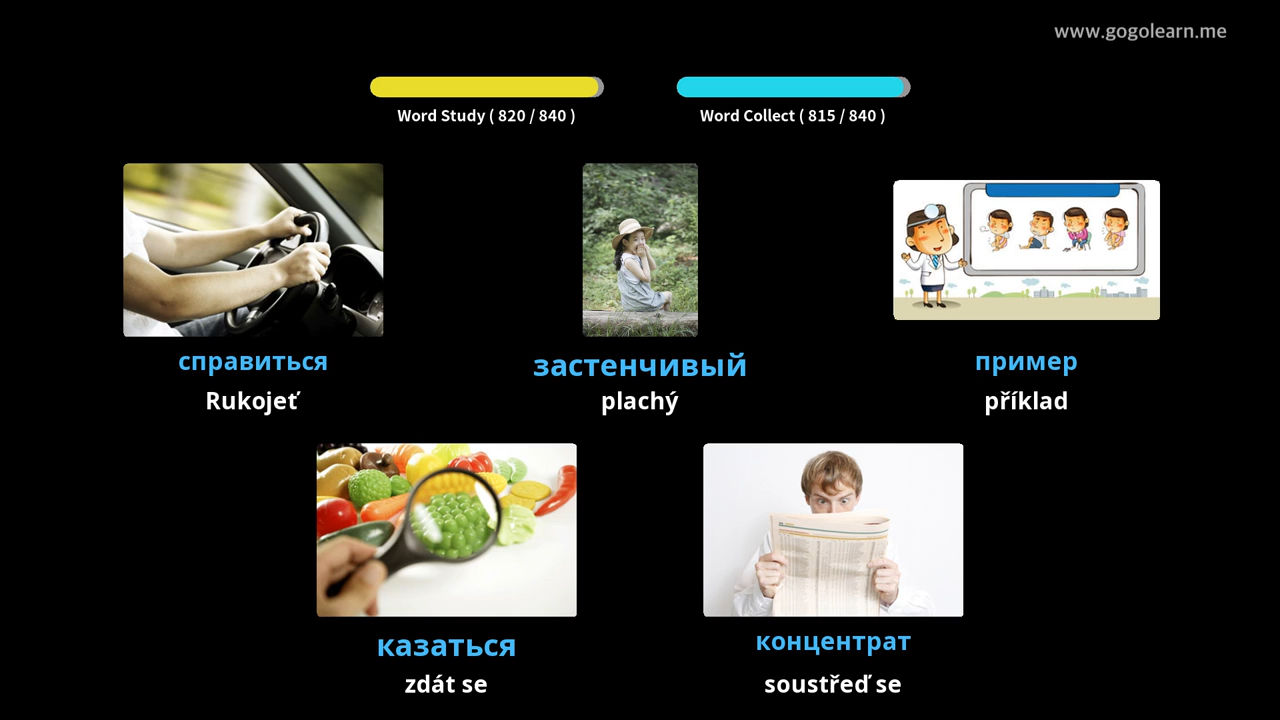 www.gogolearn.me
Word Study ( 820 / 840 )
Word Collect ( 815 / 840 )
справиться
Rukojeť
застенчивый
plachý
пример
příklad
казаться
zdát se
концентрат
soustřeď se